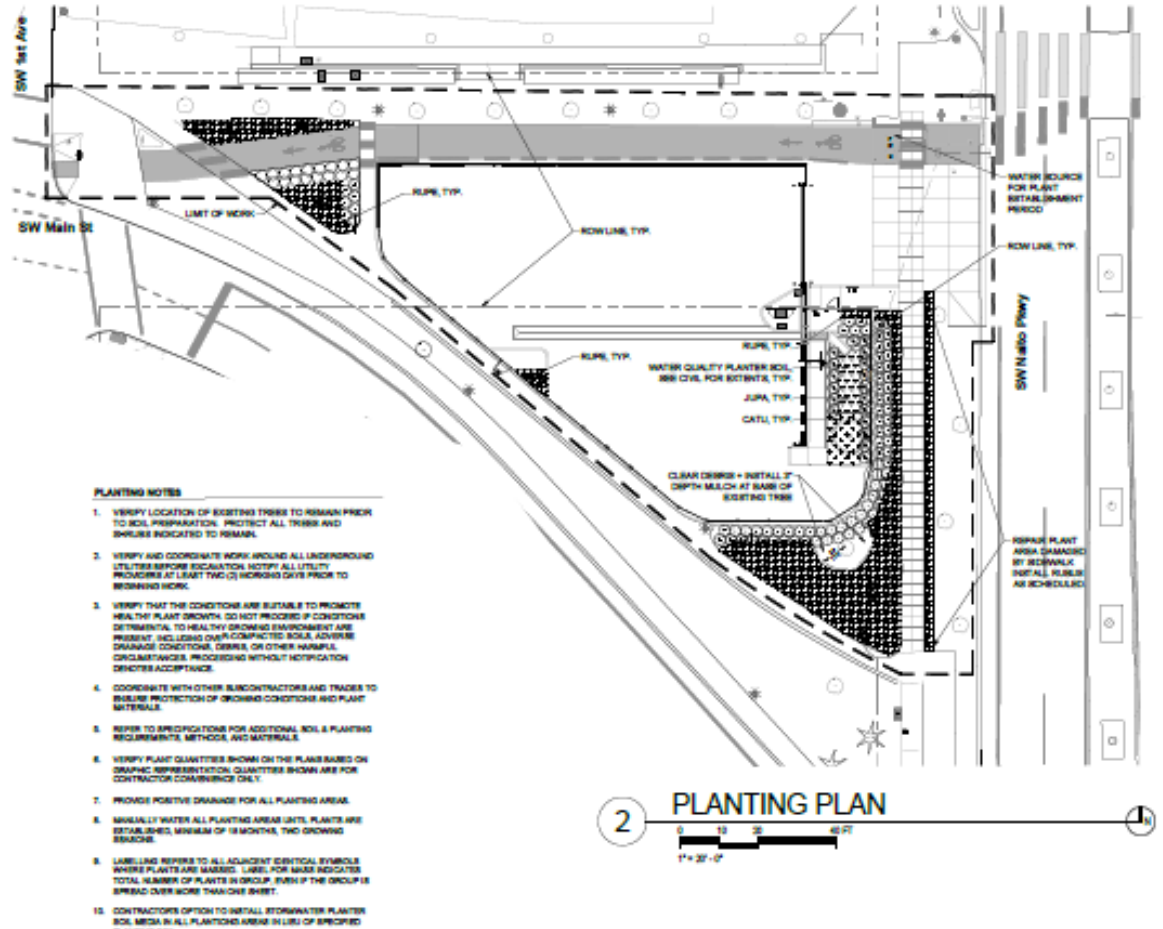 SW 1st Ave
WATER SOURCE
FOR PLANT
ESTABLISHMENT
PERIOD
RUPE, TYP.
LIMIT OF WORK
SW Main St
ROW LINE, TYP.
ROW LINE, TYP.
SW Naito Pkwy
RUPE, TYP.
RUPE, TYP.
WATER QUALITY PLANTER SOIL,
SEE CIVIL FOR EXTENTS, TYP.
JUPA, TYP.
CATU, TYP.
CLEAR DEBRIS + INSTALL 3"
DEPTH MULCH AT BASE OF
EXISTING TREE
REPAIR PLANT
AREA DAMAGED
BY SIDEWALK
INSTALL
AS SCHEDULED
PLANTING NOTES
1. VERIFY LOCATION OF EXISTING TREES TO REMAIN PRIOR
TO SOIL PREPARATION. PROTECT ALL TREES AND
SHRUBS INDICATED TO REMAIN.
2. VERIFY AND COORDINATE WORK AROUND ALL UNDERGROUND
UTILITIES BEFORE EXCAVATION. NOTIFY ALL UTILITY
PROVIDERS AT LEAST TWO (2) WORKING DAYS PRIOR TO
BEGINNING WORK.
3. VERIFY THAT THE CONDITIONS ARE SUITABLE TO PROMOTE
HEALTHY PLANT GROWTH. DO NOT PROCEED IF CONDITIONS
DETRIMENTAL TO HEALTHY GROWING ENVIRONMENT ARE
PRESENT, INCLUDING OVER COMPACTED SOILS, ADVERSE
DRAINAGE CONDITIONS, DEBRIS, OR OTHER HARMFUL
CIRCUMSTANCES. PROCEEDING WITHOUT NOTIFICATION
DENOTES ACCEPTANCE.
4. COORDINATE WITH OTHER SUBCONTRACTORS AND TRADES TO
ENSURE PROTECTION OF GROWING CONDITIONS AND PLANT
MATERIALS.
5. REFER TO SPECIFICATIONS FOR ADDITIONAL SOIL & PLANTING
REQUIREMENTS, METHODS, AND MATERIALS.
6. VERIFY PLANT QUANTITIES SHOWN ON THE PLANS BASED ON
GRAPHIC REPRESENTATION. QUANTITIES SHOWN ARE FOR
CONTRACTOR CONVENIENCE ONLY.
7. PROVIDE POSITIVE DRAINAGE FOR ALL PLANTING AREAS.
8. MANUALLY WATER ALL PLANTING AREAS UNTIL PLANTS ARE
ESTABLISHED, MINIMUM OF 18 MONTHS, TWO GROWING
SEASONS.
9. LABELLING REFERS TO ALL ADJACENT IDENTICAL SYMBOLS
WHERE PLANTS ARE MASSED. LABEL FOR MASS INDICATES
TOTAL NUMBER OF PLANTS IN GROUP, EVEN IF THE GROUP IS
SPREAD OVER MORE THAN ONE SHEET.
10. CONTRACTOR'S OPTION TO INSTALL STORMWATER PLANTER
SOIL MEDIA IN ALL PLANTIONG AREAS IN LIEU OF SPECIFIED
2 PLANTING PLAN
N
0 10 20 40 FT
1" = 20' - 0"